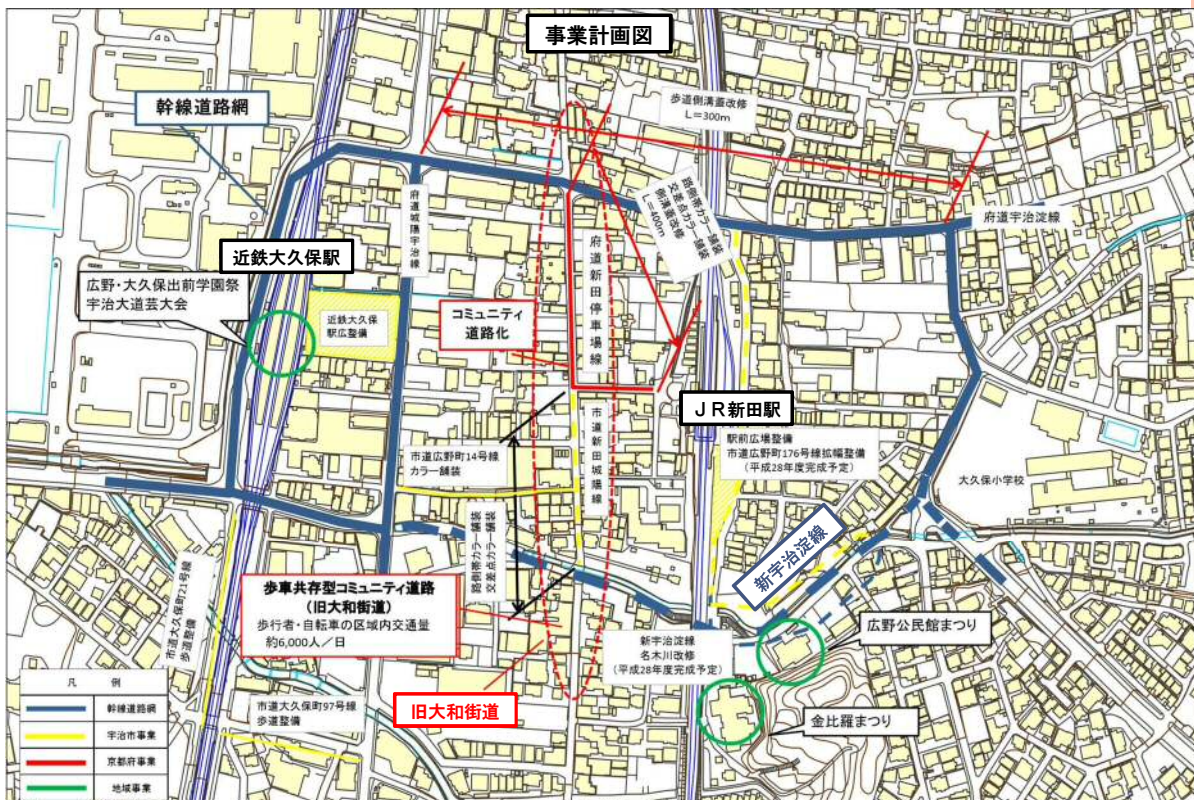 事業計画図
幹線道路網
歩道側溝蓋改修
L=300m
路側帯カラー舗装
交差点カラー舗装
側溝蓋改修
L=400m
府道宇治淀線
府道城陽宇治線
近鉄大久保駅
広野・大久保出前学園祭
宇治大道芸大会
近鉄大久保
駅広整備
コミュニティ
道路化
府道新田停車場線
JR新田駅
市道新田城陽線
駅前広場整備
市道広野町176号線拡幅整備
(平成28年度完成予定)
市道広野町14号線
カラー舗装
大久保小学校
路側帯カラー舗装
交差点カラー舗装
新宇治淀線
市道大久保町21号線
歩道整備
歩車共存型コミュニティ道路
(旧大和街道)
歩行者・自転車の区域内交通量
約6,000人/日
新宇治淀線
名木川改修
(平成28年度完成予定)
広野公民館まつり
旧大和街道
金比羅まつり
市道大久保町97号線
歩道整備
凡 例
幹線道路網
宇治市事業
京都府事業
地域事業